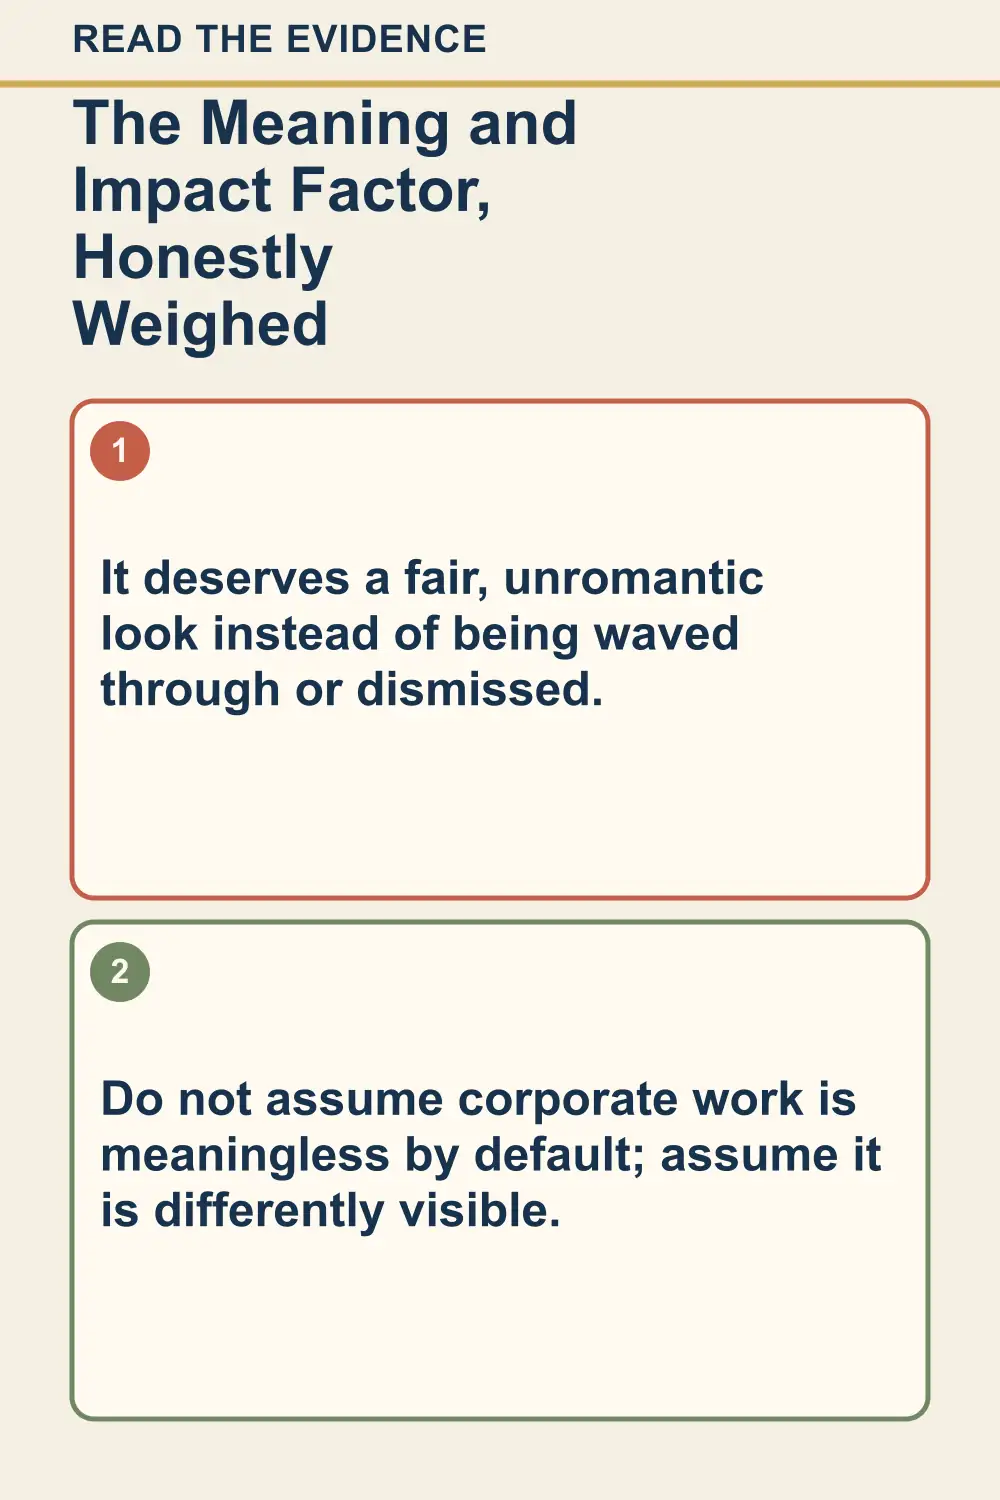 READ THE EVIDENCE
The Meaning and
Impact Factor,
Honestly
Weighed
1
It deserves a fair, unromantic
look instead of being waved
through or dismissed.
2
Do not assume corporate work is
meaningless by default; assume it
is differently visible.